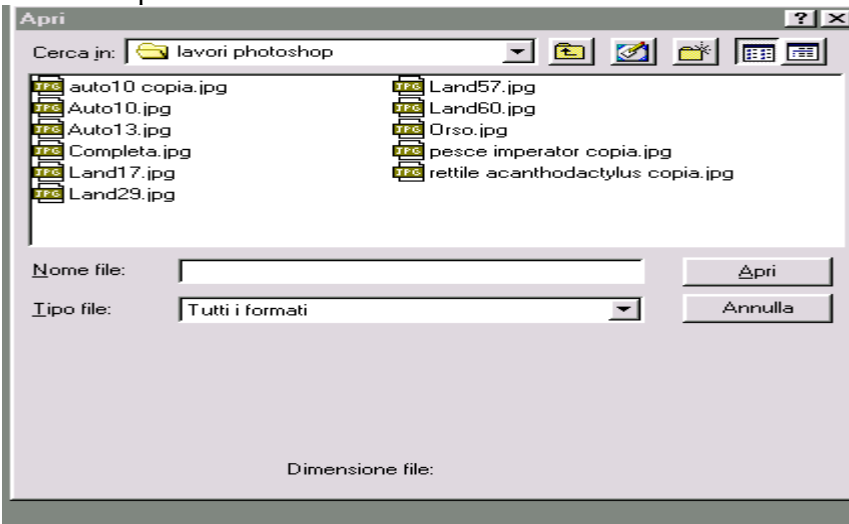 Apri
Cerca in: lavori photoshop
auto10 copia.jpg
Auto10.jpg
Auto13.jpg
Completa.jpg
Land17.jpg
Land29.jpg
Land57.jpg
Land60.jpg
Orso.jpg
pesce imperator copia.jpg
rettile acanthodactylus copia.jpg
Nome file:
Apri
Tipo file: Tutti i formati
Annulla
Dimensione file: